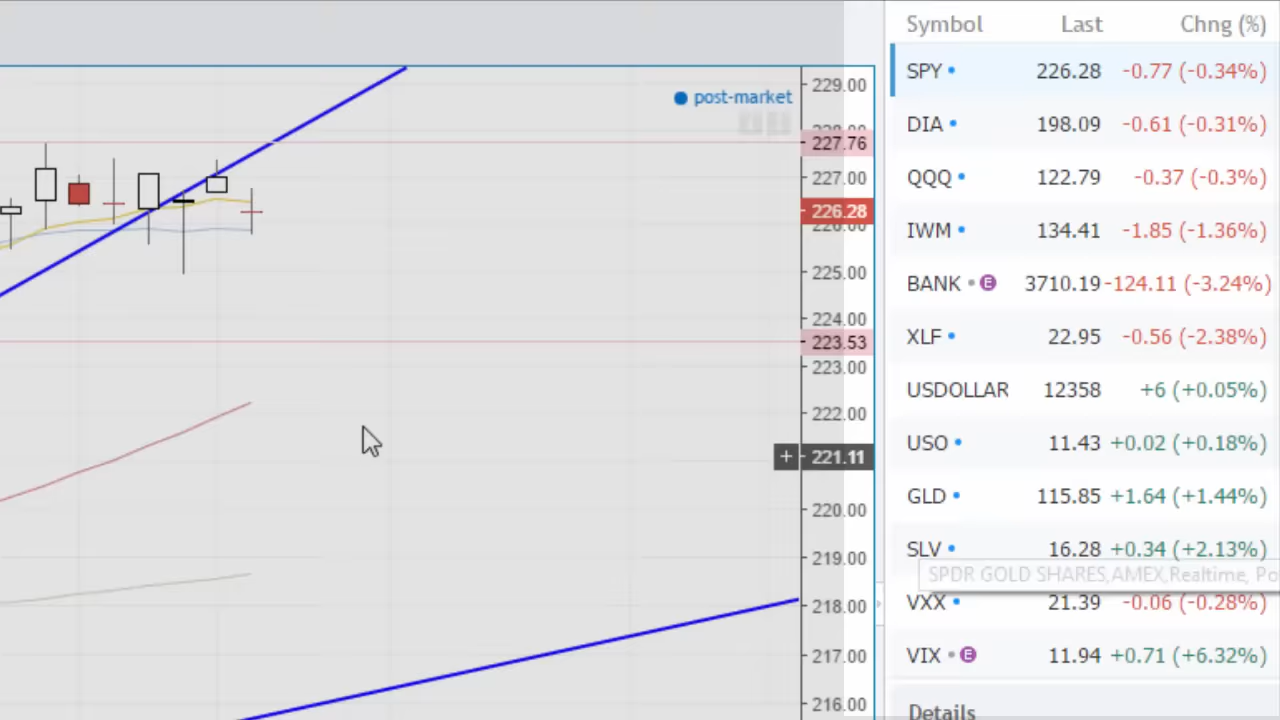 Symbol Last Chng (%)
SPY 226.28 -0.77 (-0.34%)
DIA 198.09 -0.61 (-0.31%)
QQQ 122.79 -0.37 (-0.3%)
IWM 134.41 -1.85 (-1.36%)
BANK E 3710.19 -124.11 (-3.24%)
XLF 22.95 -0.56 (-2.38%)
USDOLLAR 12358 +6 (+0.05%)
USO 11.43 +0.02 (+0.18%)
GLD 115.85 +1.64 (+1.44%)
SLV 16.28 +0.34 (+2.13%)
SPDR GOLD SHARES,AMEX,Realtime, Po
VXX 21.39 -0.06 (-0.28%)
VIX E 11.94 +0.71 (+6.32%)
Details
post-market
229.00
228.00
227.76
227.00
226.28
226.00
225.00
224.00
223.53
223.00
222.00
+ 221.11
220.00
219.00
218.00
217.00
216.00